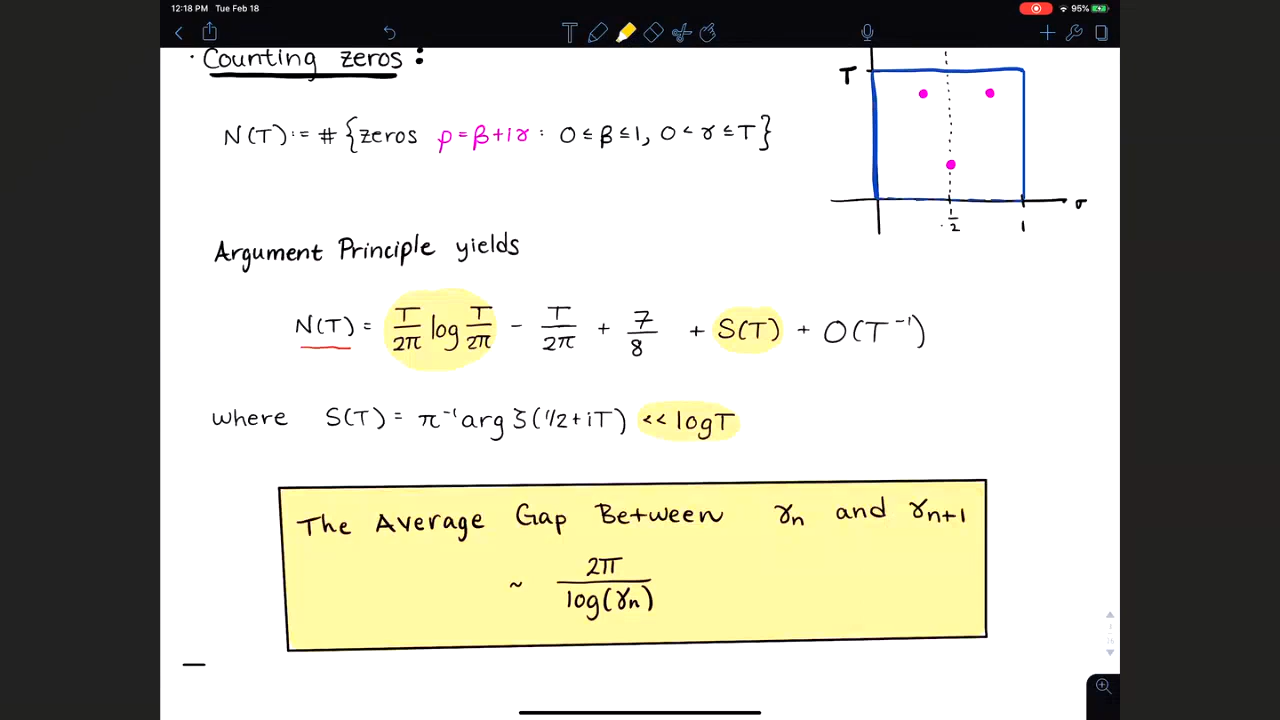 12:18 PM Tue Feb 18
95%
· Counting zeros :
T
N(T) := # {zeros ρ = β + iγ : 0 ≤ β ≤ 1, 0 < γ ≤ T}
σ
1/2
1
Argument Principle yields
N(T) = T/2π log T/2π - T/2π + 7/8 + S(T) + O(T⁻¹)
where S(T) = π⁻¹ arg ζ(1/2 + iT) << log T
The Average Gap Between γn and γn+1
~ 2π/log(γn)